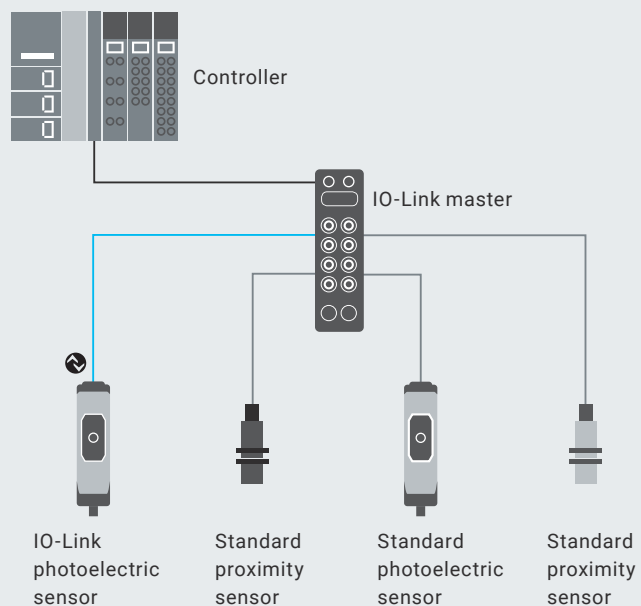 Controller
IO-Link master
IO-Link
photoelectric
sensor
Standard
proximity
sensor
Standard
photoelectric
sensor
Standard
proximity
sensor